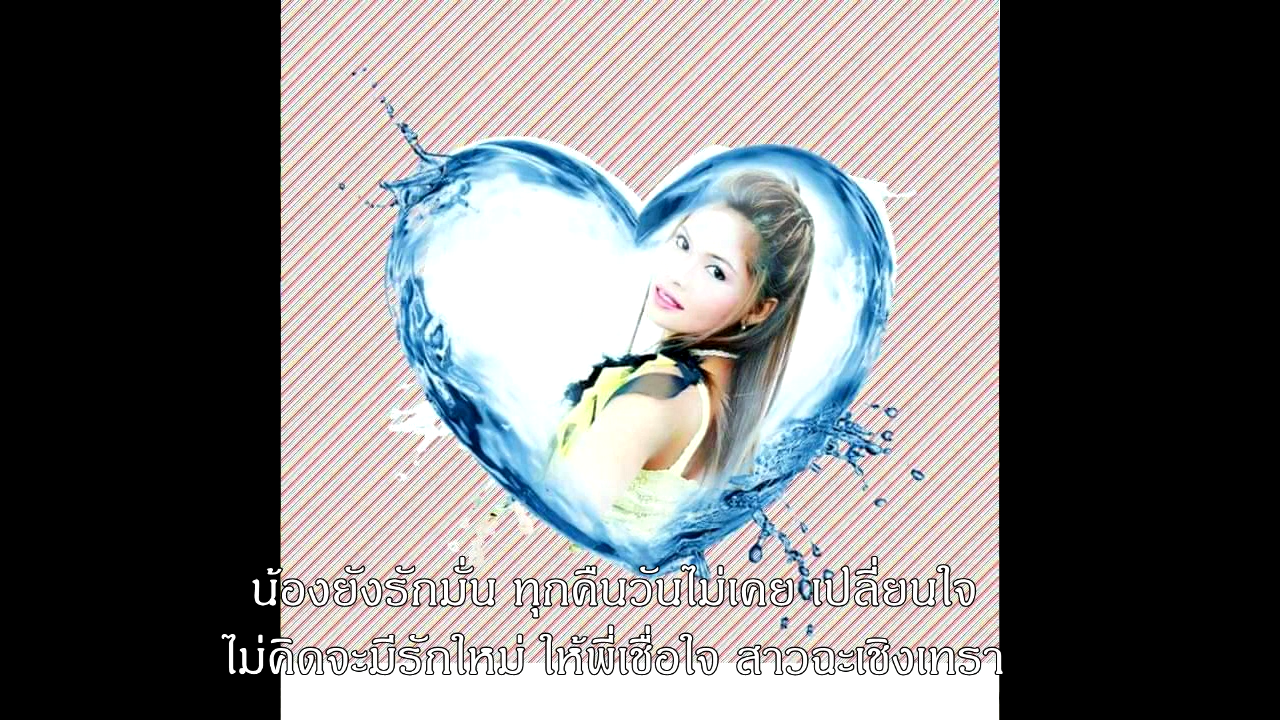 น้องยังรักมั่น ทุกคืนวันไม่เคย เปลี่ยนใจ
ไม่คิดจะมีรักใหม่ ให้พี่เชื่อใจ สาวฉะเชิงเทรา